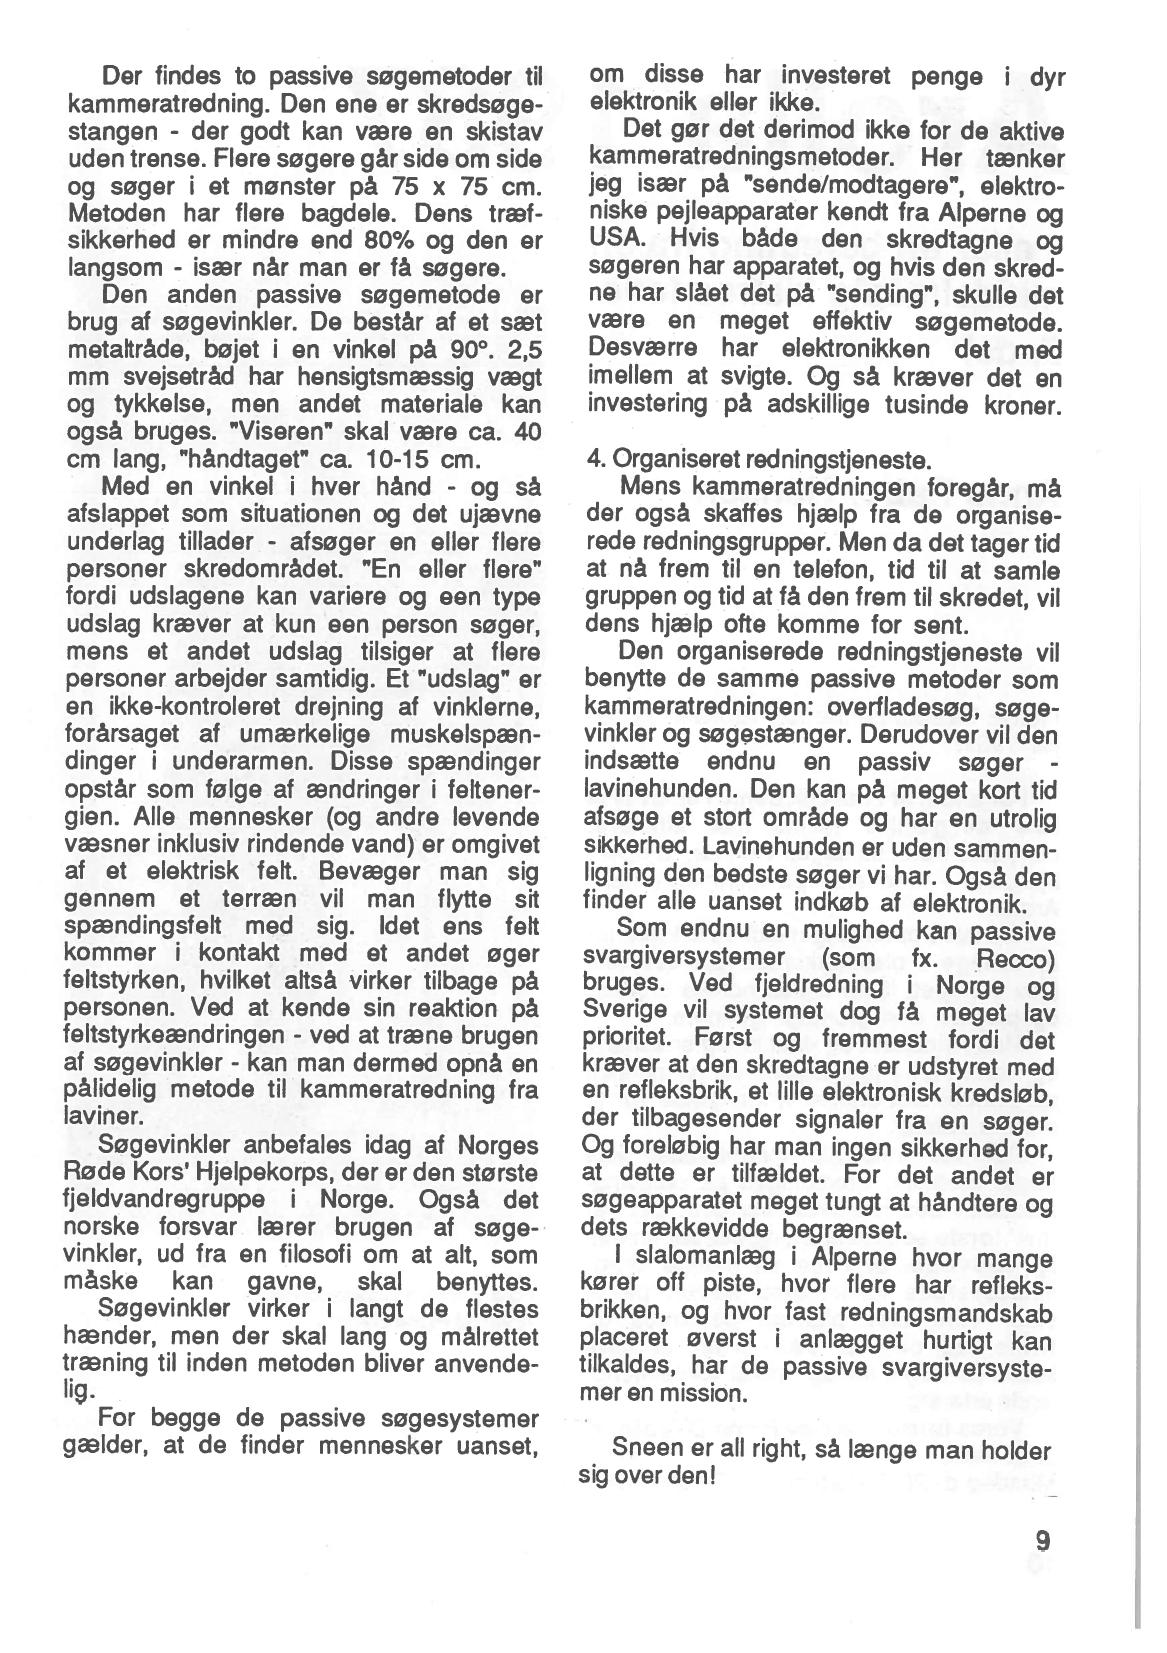 Der findes to passive søgemetoder til
kammeratredning. Den ene er skredsøge-
stangen - der godt kan være en skistav
uden trense. Flere søgere går side om side
og søger i et mønster på 75 x 75 cm.
Metoden har flere bagdele. Dens træf-
sikkerhed er mindre end 80% og den er
langsom - især når man er få søgere.
Den anden passive søgemetode er
brug af søgevinkler. De består af et sæt
metaltråde, bøjet i en vinkel på 90°. 2,5
mm svejsetråd har hensigtsmæssig vægt
og tykkelse, men andet materiale kan
også bruges. "Viseren" skal være ca. 40
cm lang, "håndtaget" ca. 10-15 cm.
Med en vinkel i hver hånd - og så
afslappet som situationen og det ujævne
underlag tillader - afsøger en eller flere
personer skredområdet. "En eller flere"
fordi udslagene kan variere og een type
udslag kræver at kun een person søger,
mens et andet udslag tilsiger at flere
personer arbejder samtidig. Et "udslag" er
en ikke-kontroleret drejning af vinklerne,
forårsaget af umærkelige muskelspæn-
dinger i underarmen. Disse spændinger
opstår som følge af ændringer i feltener-
gien. Alle mennesker (og andre levende
væsner inklusiv rindende vand) er omgivet
af et elektrisk felt. Bevæger man sig
gennem et terræn vil man flytte sit
spændingsfelt med sig. Idet ens felt
kommer i kontakt med et andet øger
feltstyrken, hvilket altså virker tilbage på
personen. Ved at kende sin reaktion på
feltstyrkeændringen - ved at træne brugen
af søgevinkler - kan man dermed opnå en
pålidelig metode til kammeratredning fra
laviner.
Søgevinkler anbefales idag af Norges
Røde Kors' Hjelpekorps, der er den største
fjeldvandregruppe i Norge. Også det
norske forsvar lærer brugen af søge-
vinkler, ud fra en filosofi om at alt, som
måske kan gavne, skal benyttes.
Søgevinkler virker i langt de flestes
hænder, men der skal lang og målrettet
træning til inden metoden bliver anvende-
lig.
For begge de passive søgesystemer
gælder, at de finder mennesker uanset,
om disse har investeret penge i dyr
elektronik eller ikke.
Det gør det derimod ikke for de aktive
kammeratredningsmetoder. Her tænker
jeg især på "sende/modtagere", elektro-
niske pejleapparater kendt fra Alperne og
USA. Hvis både den skredtagne og
søgeren har apparatet, og hvis den skred-
ne har slået det på "sending", skulle det
være en meget effektiv søgemetode.
Desværre har elektronikken det med
imellem at svigte. Og så kræver det en
investering på adskillige tusinde kroner.
4. Organiseret redningstjeneste.
Mens kammeratredningen foregår, må
der også skaffes hjælp fra de organise-
rede redningsgrupper. Men da det tager tid
at nå frem til en telefon, tid til at samle
gruppen og tid at få den frem til skredet, vil
dens hjælp ofte komme for sent.
Den organiserede redningstjeneste vil
benytte de samme passive metoder som
kammeratredningen: overfladesøg, søge-
vinkler og søgestænger. Derudover vil den
indsætte endnu en passiv søger -
lavinehunden. Den kan på meget kort tid
afsøge et stort område og har en utrolig
sikkerhed. Lavinehunden er uden sammen-
ligning den bedste søger vi har. Også den
finder alle uanset indkøb af elektronik.
Som endnu en mulighed kan passive
svargiversystemer (som fx. Recco)
bruges. Ved fjeldredning i Norge og
Sverige vil systemet dog få meget lav
prioritet. Først og fremmest fordi det
kræver at den skredtagne er udstyret med
en refleksbrik, et lille elektronisk kredsløb,
der tilbagesender signaler fra en søger.
Og foreløbig har man ingen sikkerhed for,
at dette er tilfældet. For det andet er
søgeapparatet meget tungt at håndtere og
dets rækkevidde begrænset.
I slalomanlæg i Alperne hvor mange
kører off piste, hvor flere har refleks-
brikken, og hvor fast redningsmandskab
placeret øverst i anlægget hurtigt kan
tilkaldes, har de passive svargiversyste-
mer en mission.
Sneen er all right, så længe man holder
sig over den!
9